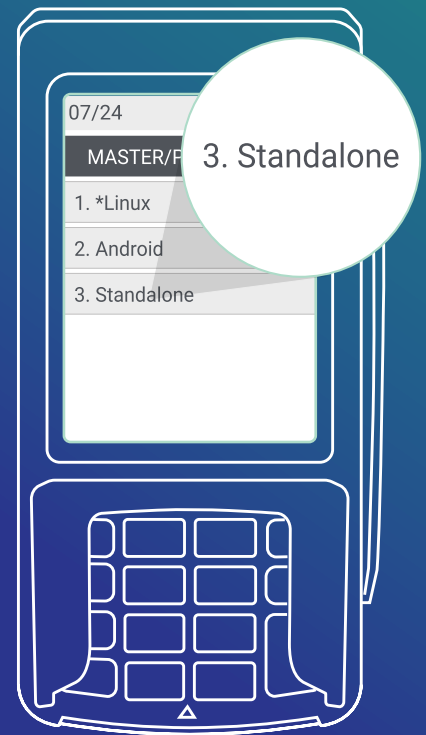 07/24
MASTER/
3. Standalone
1. *Linux
2. Android
3. Standalone